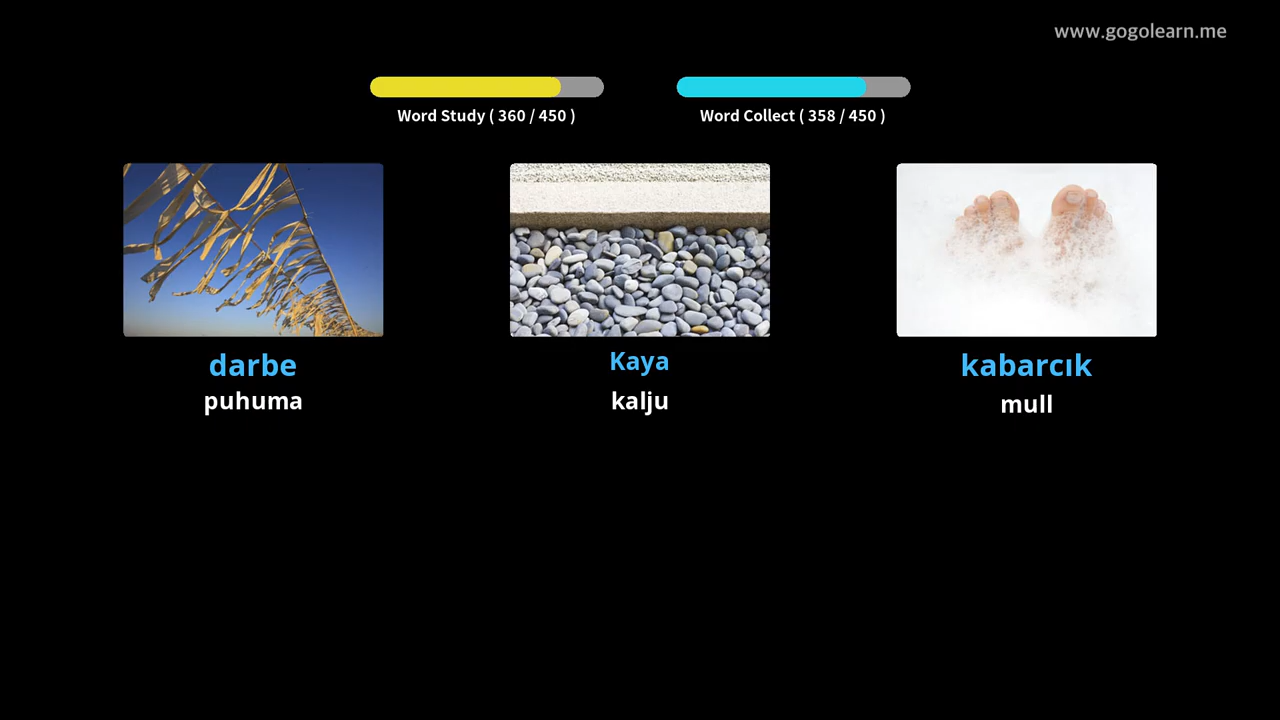 www.gogolearn.me
Word Study ( 360 / 450 )
Word Collect ( 358 / 450 )
darbe
puhuma
Kaya
kalju
kabarcık
mull